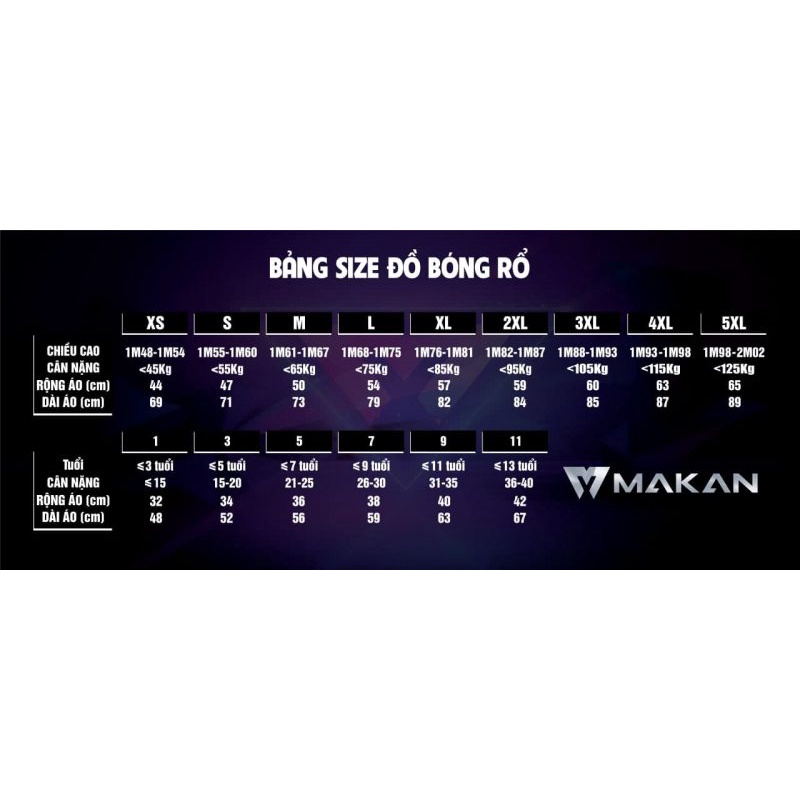 BẢNG SIZE ĐỒ BÓNG RỔ
XS S M L XL 2XL 3XL 4XL 5XL
CHIỀU CAO 1M48-1M54 1M55-1M60 1M61-1M67 1M68-1M75 1M76-1M81 1M82-1M87 1M88-1M93 1M93-1M98 1M98-2M02
CÂN NẶNG <45Kg <55Kg <65Kg <75Kg <85Kg <95Kg <105Kg <115Kg <125Kg
RỘNG ÁO (cm) 44 47 50 54 57 59 60 63 65
DÀI ÁO (cm) 69 71 73 79 82 84 85 87 89
1 3 5 7 9 11
Tuổi ⩽3 tuổi ⩽5 tuổi ⩽7 tuổi ⩽9 tuổi ⩽11 tuổi ⩽13 tuổi
CÂN NẶNG ⩽15 15-20 21-25 26-30 31-35 36-40
RỘNG ÁO (cm) 32 34 36 38 40 42
DÀI ÁO (cm) 48 52 56 59 63 67
MAKAN